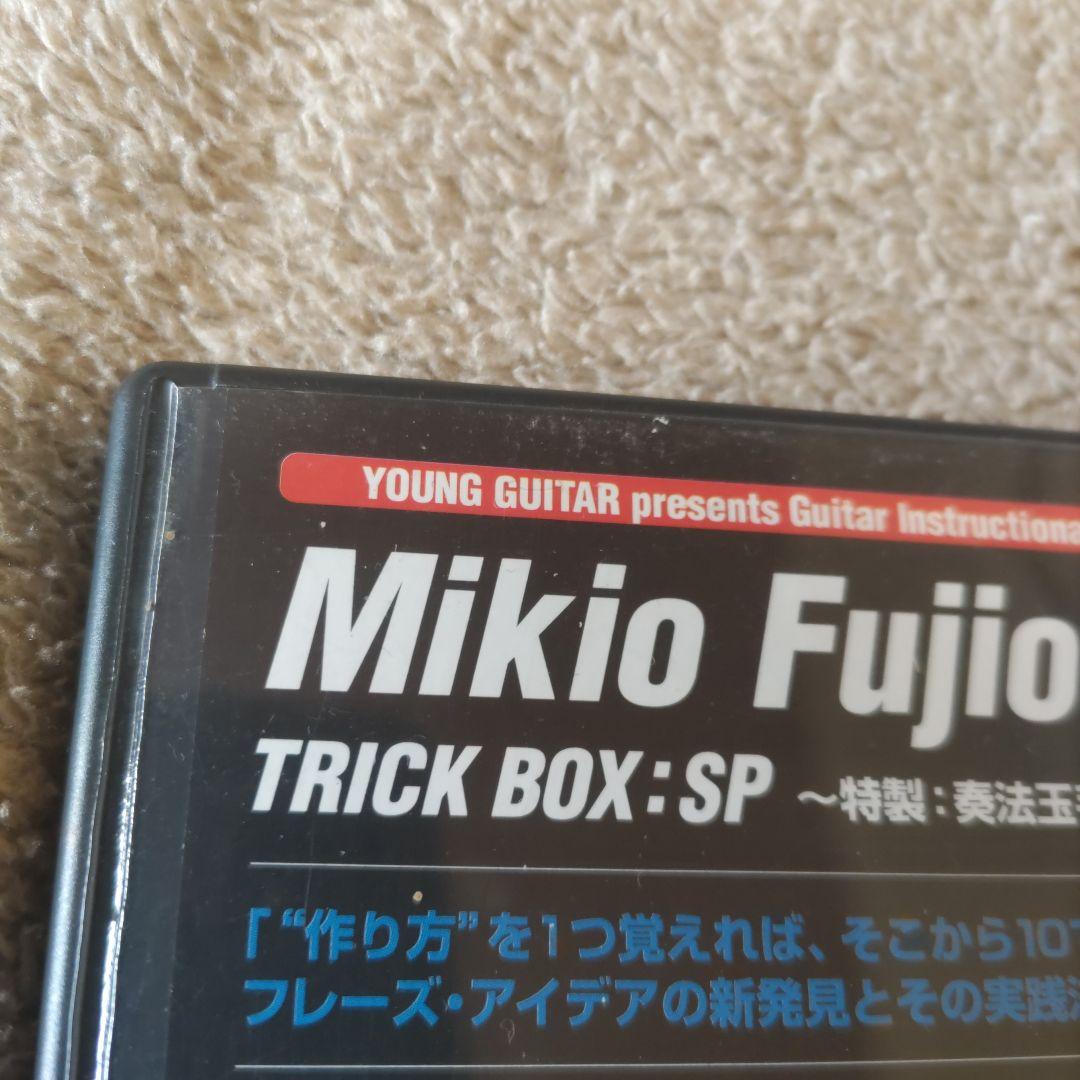 YOUNG GUITAR presents Guitar Instructiona
Mikio Fujio
TRICK BOX:SP ～特製：奏法玉
「“作り方”を1つ覚えれば、そこから10
フレーズ・アイデアの新発見とその実践